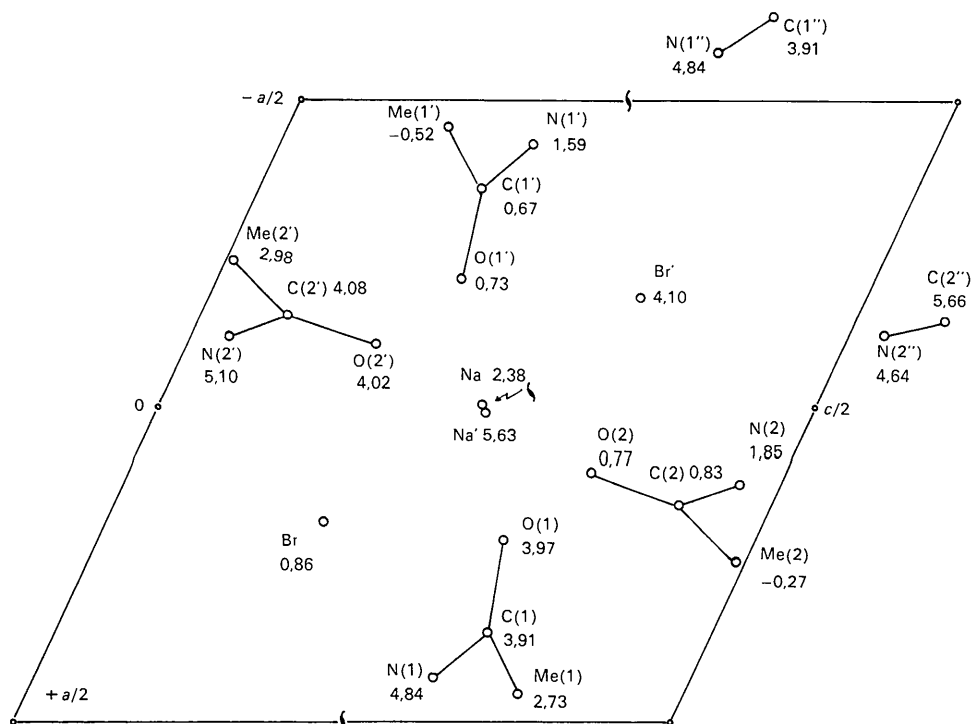 C(1'')
3,91
N(1'')
4,84
− a/2
Me(1')
−0,52
N(1')
1,59
C(1')
0,67
Me(2')
2,98
O(1')
0,73
Br'
4,10
C(2') 4,08
C(2'')
5,66
N(2')
5,10
O(2')
4,02
N(2'')
4,64
Na 2,38
0
c/2
Na' 5,63
N(2)
1,85
O(2)
0,77
C(2) 0,83
Br
0,86
O(1)
3,97
Me(2)
−0,27
C(1)
3,91
N(1)
4,84
Me(1)
2,73
+ a/2